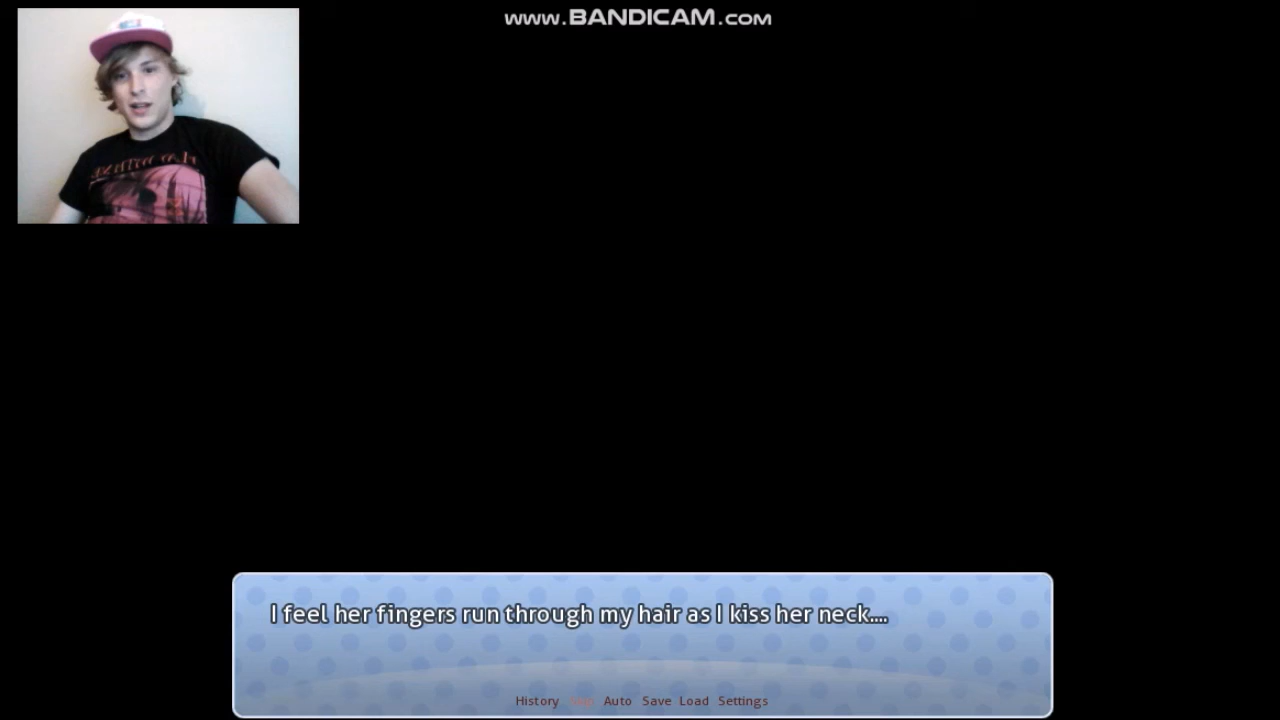 www.BANDICAM.com
I feel her fingers run through my hair as I kiss her neck....
History Auto Save Load Settings